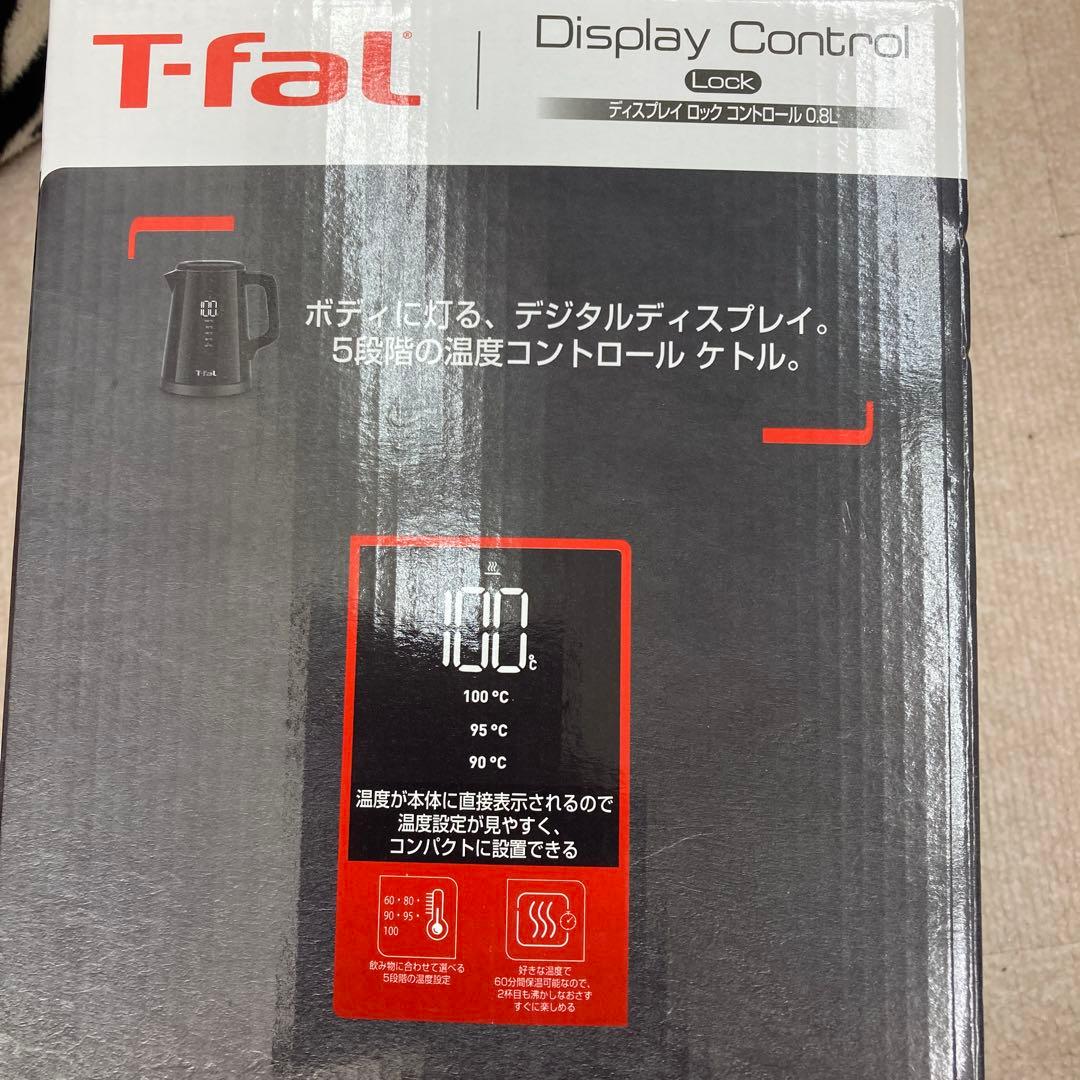 T-fal
Display Control
Lock
ディスプレイ ロック コントロール 0.8L
100
T-fal
ボディに灯る、デジタルディスプレイ。
5段階の温度コントロール ケトル。
100℃
100 °C
95 °C
90 °C
温度が本体に直接表示されるので
温度設定が見やすく、
コンパクトに設置できる
60・80・
90・95・
100
飲み物に合わせて選べる
5段階の温度設定
好きな温度で
60分間保温可能なので、
2杯目も沸かしなおさず
すぐに楽しめる